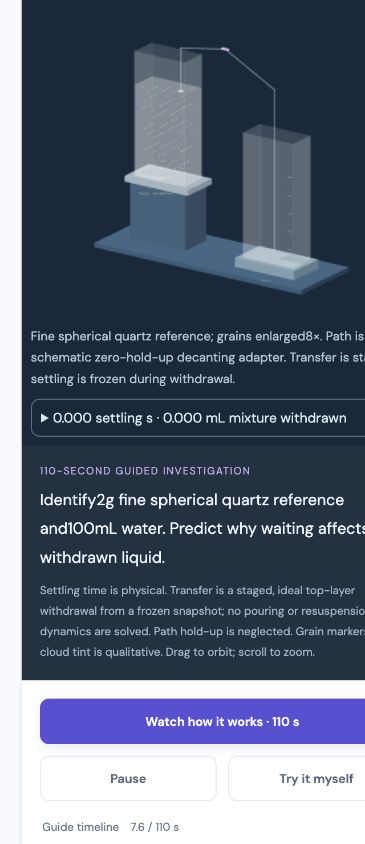 Fine spherical quartz reference; grains enlarged8×. Path is
schematic zero-hold-up decanting adapter. Transfer is sta
settling is frozen during withdrawal.
▶ 0.000 settling s · 0.000 mL mixture withdrawn
110-SECOND GUIDED INVESTIGATION
Identify2g fine spherical quartz reference
and100mL water. Predict why waiting affects
withdrawn liquid.
Settling time is physical. Transfer is a staged, ideal top-layer
withdrawal from a frozen snapshot; no pouring or resuspensio
dynamics are solved. Path hold-up is neglected. Grain marker
cloud tint is qualitative. Drag to orbit; scroll to zoom.
Watch how it works · 110 s
Pause
Try it myself
Guide timeline 7.6 / 110 s